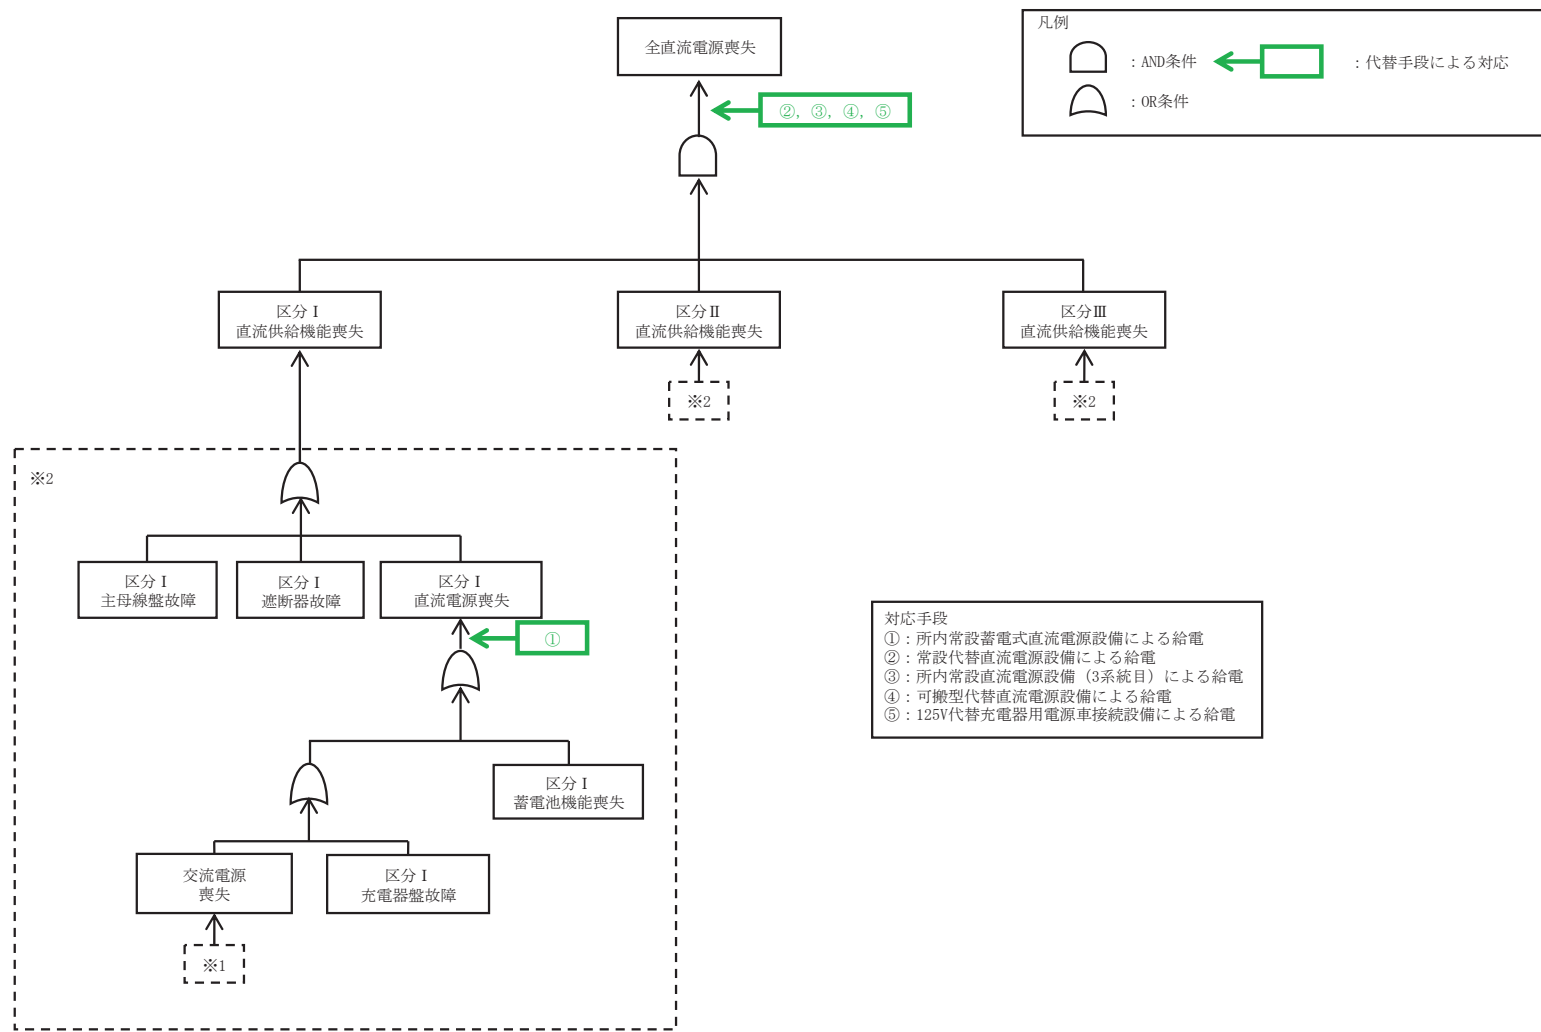 全直流電源喪失
②, ③, ④, ⑤
凡例
：AND条件
：代替手段による対応
：OR条件
区分Ⅰ
直流供給機能喪失
区分Ⅱ
直流供給機能喪失
区分Ⅲ
直流供給機能喪失
※2
※2
※2
区分Ⅰ
主母線盤故障
区分Ⅰ
遮断器故障
区分Ⅰ
直流電源喪失
①
区分Ⅰ
蓄電池機能喪失
交流電源
喪失
区分Ⅰ
充電器盤故障
※1
対応手段
①：所内常設蓄電式直流電源設備による給電
②：常設代替直流電源設備による給電
③：所内常設直流電源設備（3系統目）による給電
④：可搬型代替直流電源設備による給電
⑤：125V代替充電器用電源車接続設備による給電